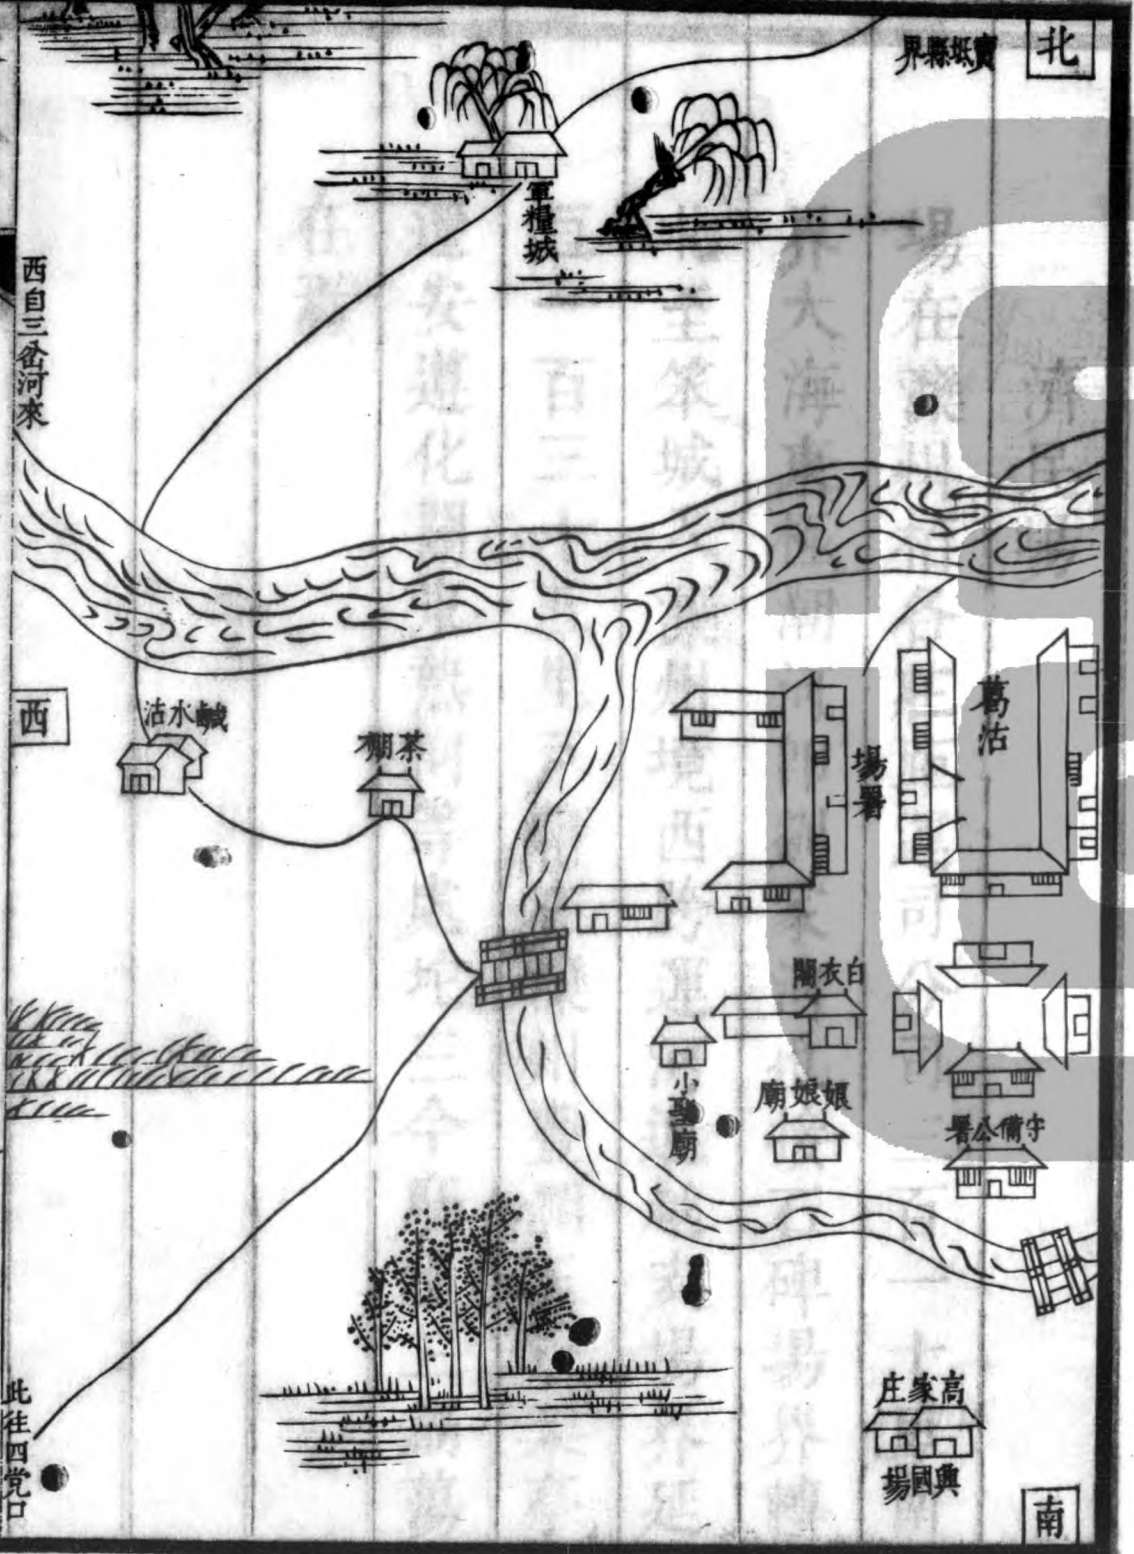 北
寶坻縣界
軍糧城
西自三岔河來
西
鹹水沽
茶棚
葛沽
場署
白衣閣
小聖廟
娘娘廟
守備公署
高家庄
興國場
此往四党口
南